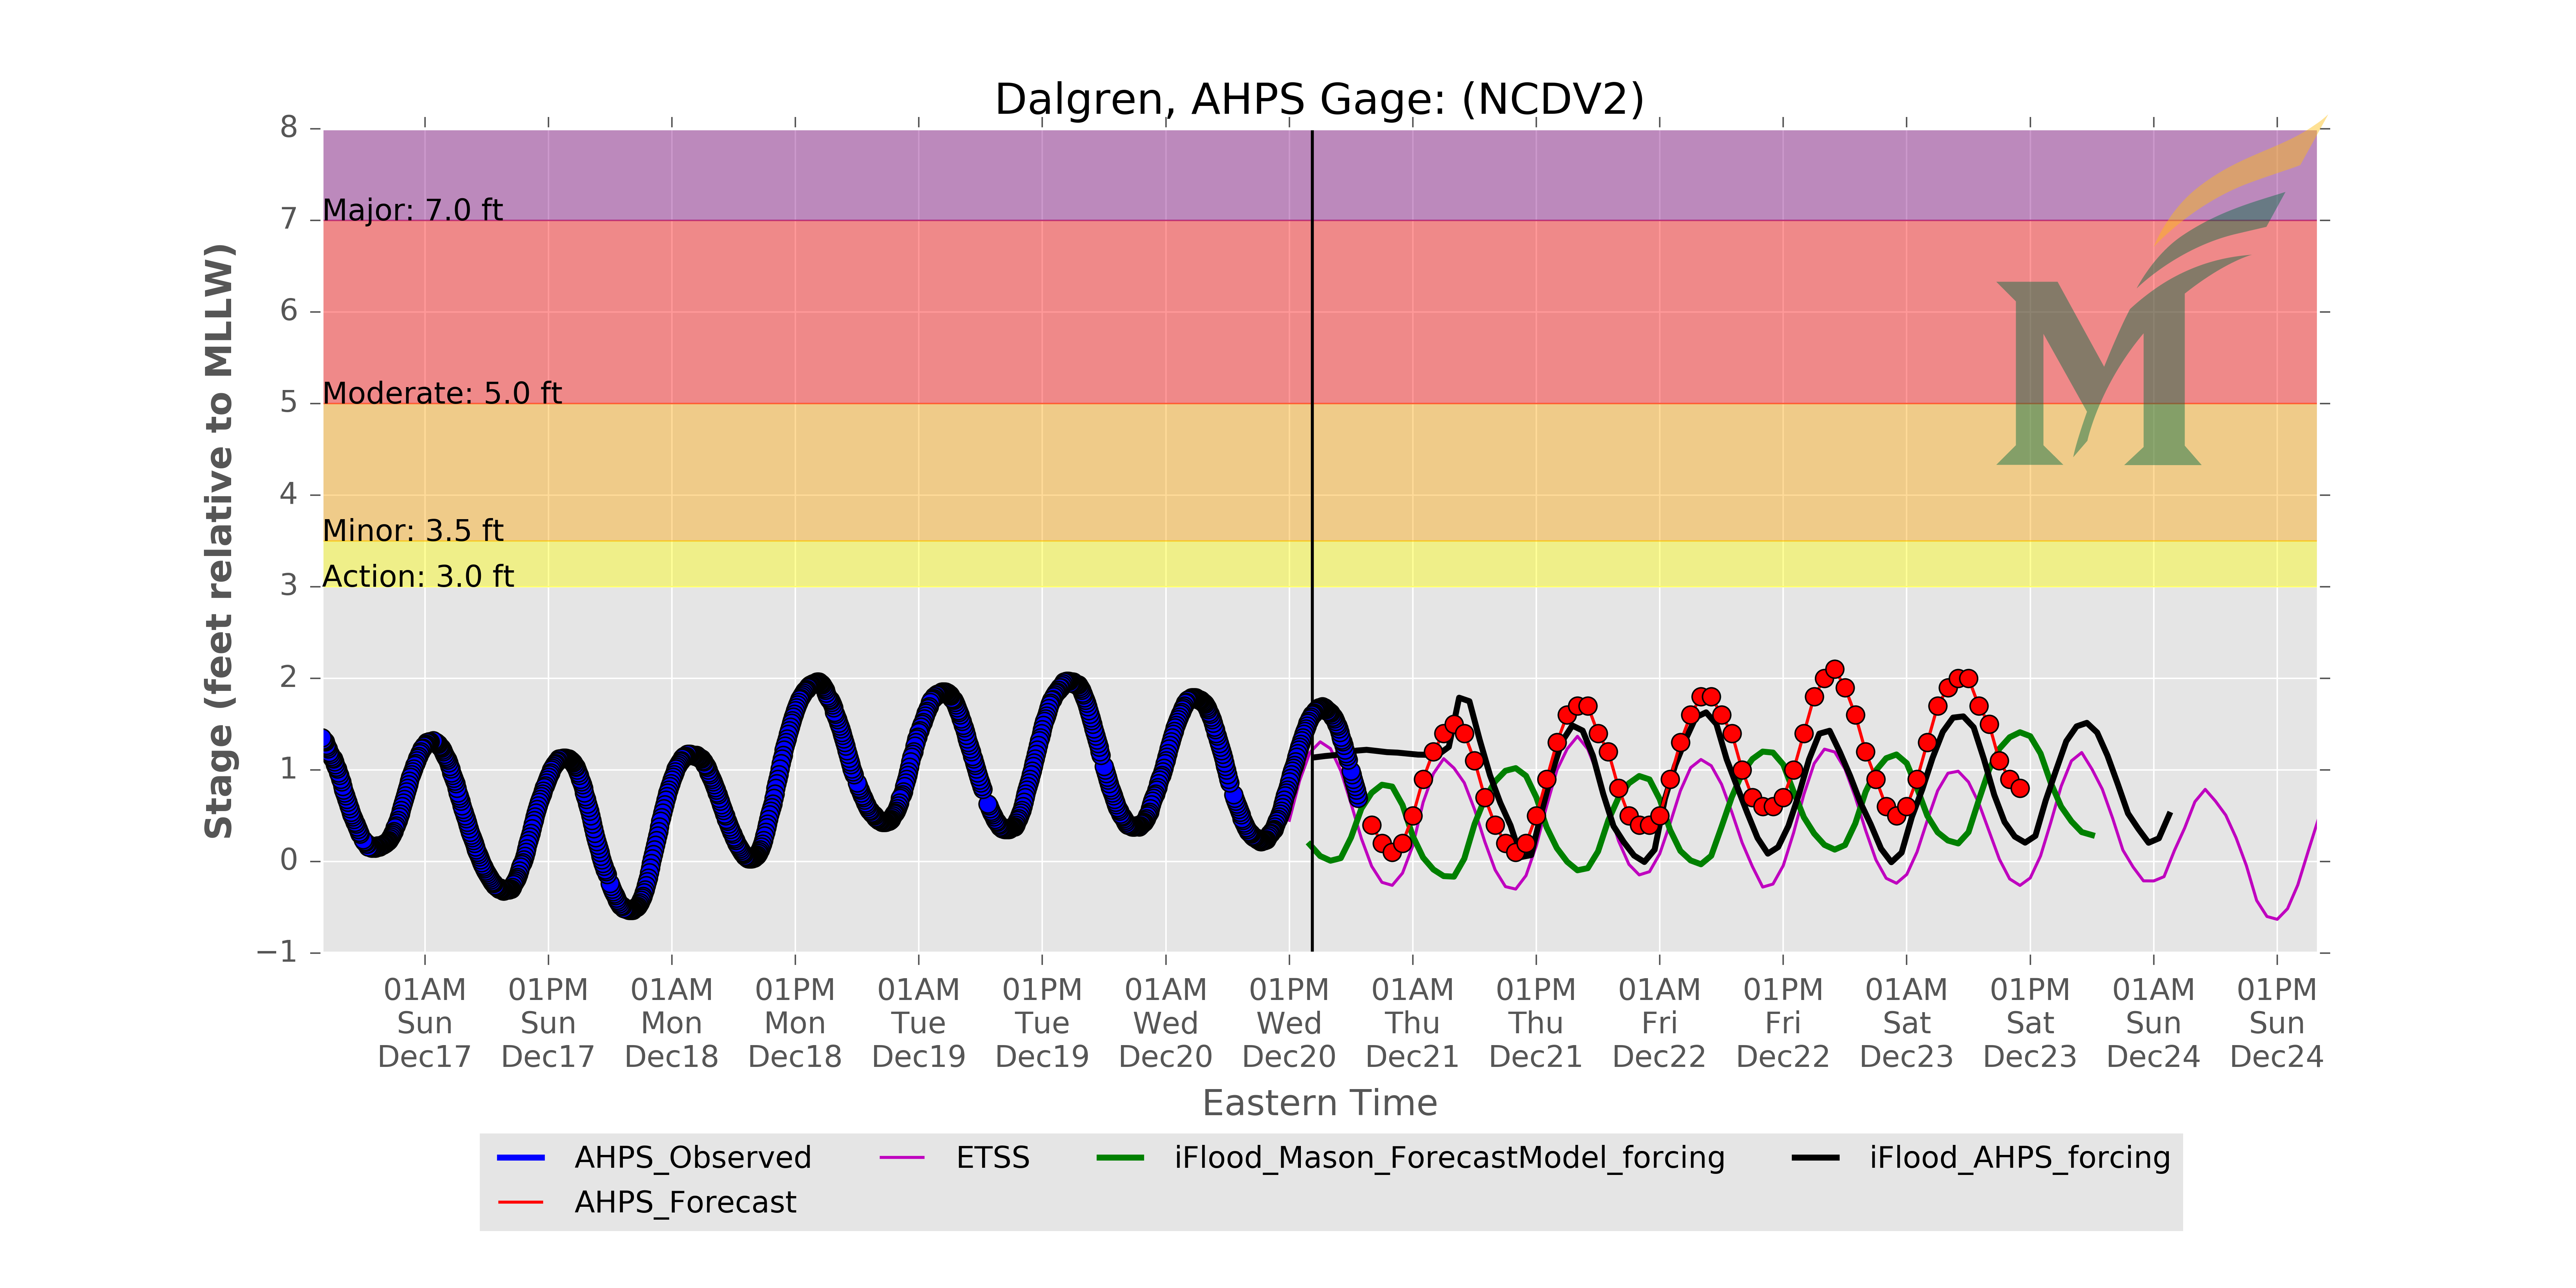 Dalgren, AHPS Gage: (NCDV2)
8
7
6
5
4
3
2
1
0
−1
Stage (feet relative to MLLW)
Major: 7.0 ft
Moderate: 5.0 ft
Minor: 3.5 ft
Action: 3.0 ft
M
01AM 01PM 01AM 01PM 01AM 01PM 01AM 01PM 01AM 01PM 01AM 01PM 01AM 01PM 01AM 01PM
Sun Sun Mon Mon Tue Tue Wed Wed Thu Thu Fri Fri Sat Sat Sun Sun
Dec17 Dec17 Dec18 Dec18 Dec19 Dec19 Dec20 Dec20 Dec21 Dec21 Dec22 Dec22 Dec23 Dec23 Dec24 Dec24
Eastern Time
AHPS_Observed ETSS iFlood_Mason_ForecastModel_forcing iFlood_AHPS_forcing
AHPS_Forecast